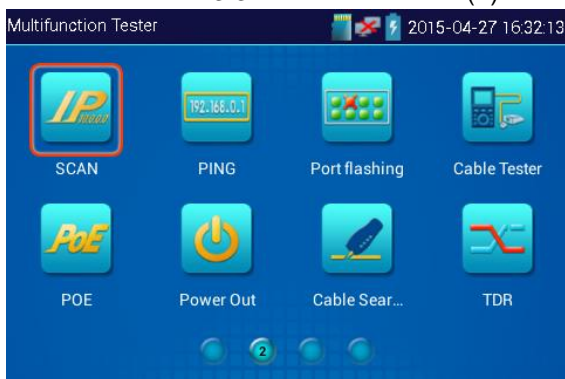 Multifunction Tester 2015-04-27 16:32:13
IP
192.168.0.1
SCAN PING Port flashing Cable Tester
PoE
POE Power Out Cable Sear... TDR
2